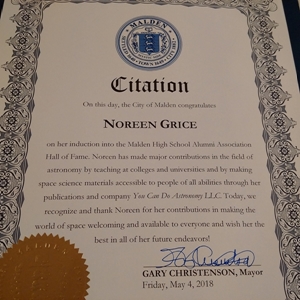 MALDEN
Citation
On this day, the City of Malden congratulates
NOREEN GRICE
on her induction into the Malden High School Alumni Association
Hall of Fame. Noreen has made major contributions in the field of
astronomy by teaching at colleges and universities and by making
space science materials accessible to people of all abilities through her
publications and company You Can Do Astronomy LLC. Today, we
recognize and thank Noreen for her contributions in making the
world of space welcoming and available to everyone and wish her the
best in all of her future endeavors!
GARY CHRISTENSON, Mayor
Friday, May 4, 2018